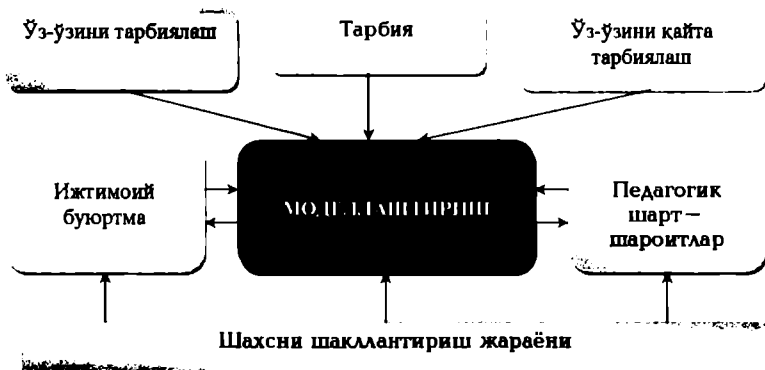 Ўз-ўзини тарбиялаш
Тарбия
Ўз-ўзини қайта
тарбиялаш
Ижтимоий
буюртма
МОДЕЛЛАШТИРИШ
Педагогик
шарт—
шароитлар
Шахсни шакллантириш жараёни